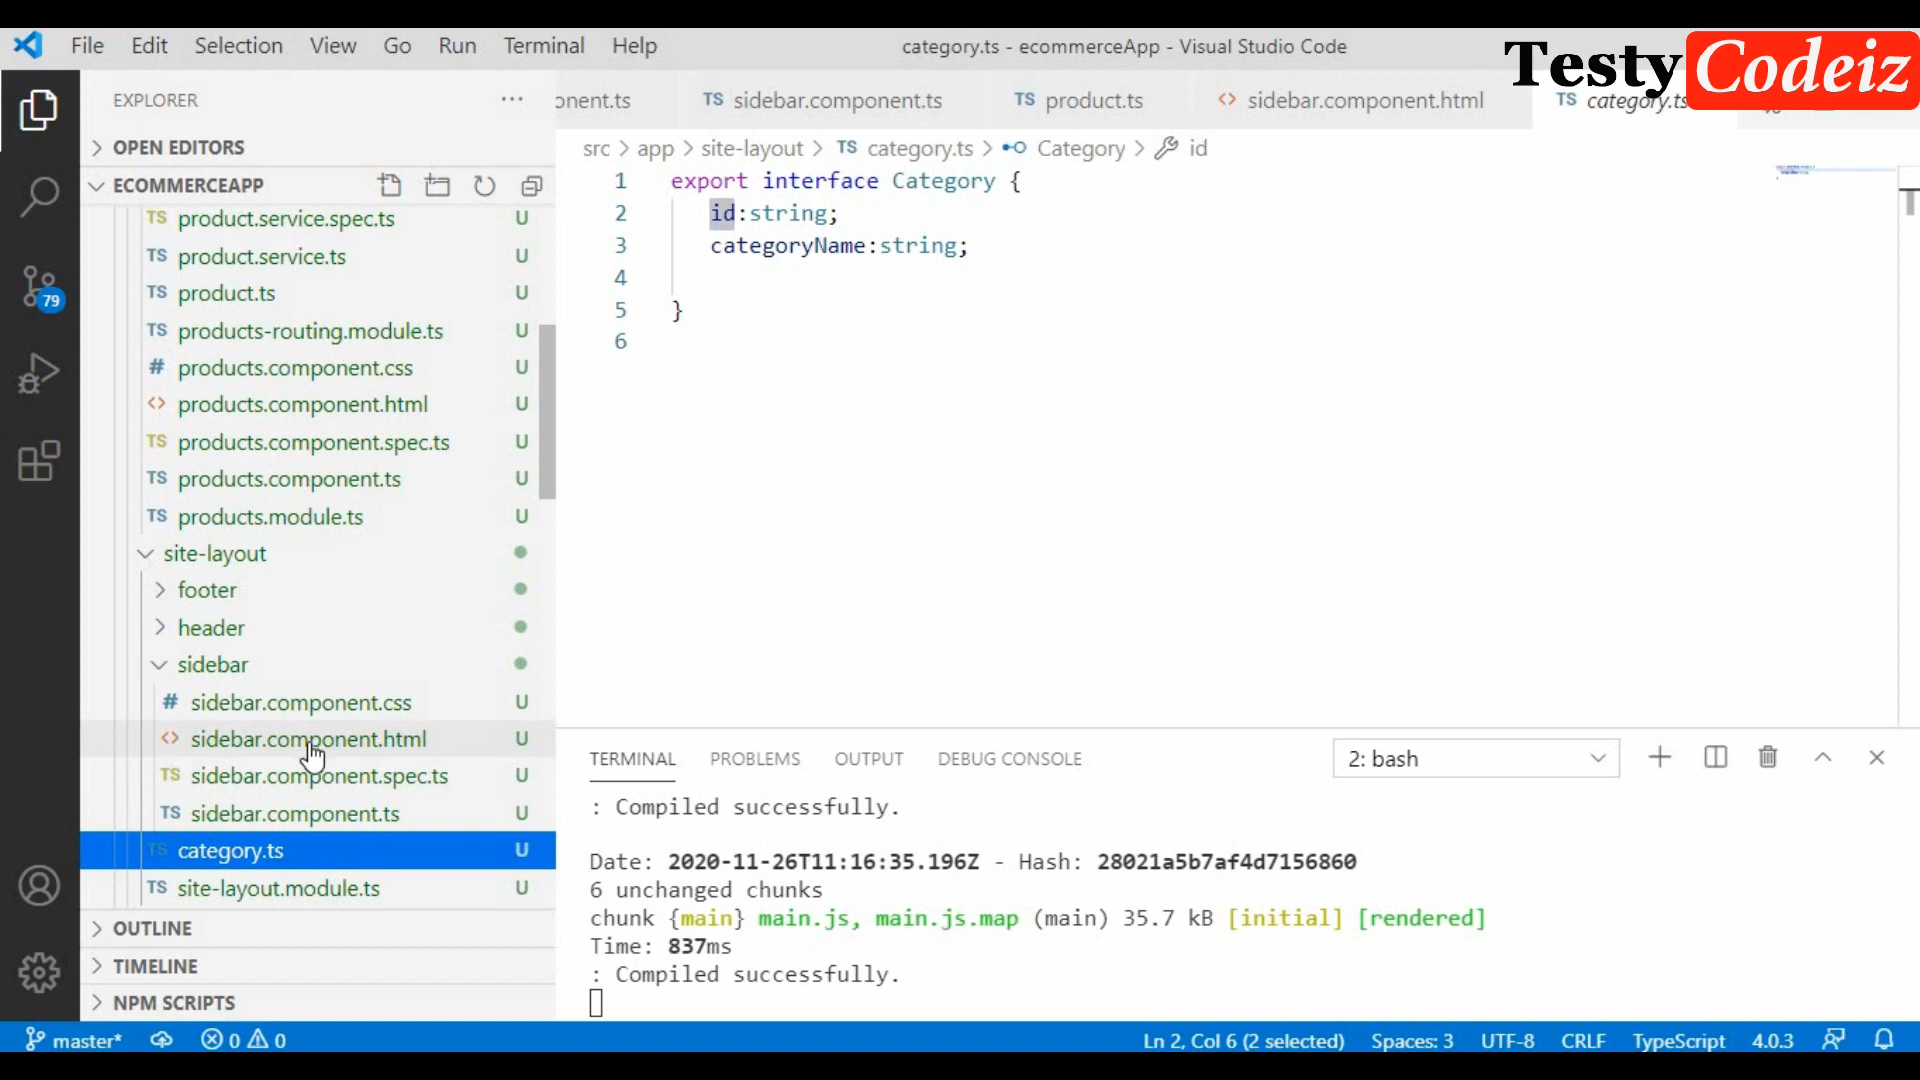 File Edit Selection View Go Run Terminal Help
category.ts - ecommerceApp - Visual Studio Code
Testy Codeiz
EXPLORER
onent.ts
TS sidebar.component.ts
TS product.ts
<> sidebar.component.html
TS category.ts
OPEN EDITORS
src > app > site-layout > TS category.ts > Category > id
ECOMMERCEAPP
TS product.service.spec.ts U
TS product.service.ts U
TS product.ts U
TS products-routing.module.ts U
# products.component.css U
<> products.component.html U
TS products.component.spec.ts U
TS products.component.ts U
TS products.module.ts U
site-layout
footer
header
sidebar
# sidebar.component.css U
<> sidebar.component.html U
TS sidebar.component.spec.ts U
TS sidebar.component.ts U
TS category.ts U
TS site-layout.module.ts U
OUTLINE
TIMELINE
NPM SCRIPTS
79
1 export interface Category {
2 id:string;
3 categoryName:string;
4
5 }
6
TERMINAL PROBLEMS OUTPUT DEBUG CONSOLE
2: bash
: Compiled successfully.
Date: 2020-11-26T11:16:35.196Z - Hash: 28021a5b7af4d7156860
6 unchanged chunks
chunk {main} main.js, main.js.map (main) 35.7 kB [initial] [rendered]
Time: 837ms
: Compiled successfully.
master* 0 0
Ln 2, Col 6 (2 selected) Spaces: 3 UTF-8 CRLF TypeScript 4.0.3